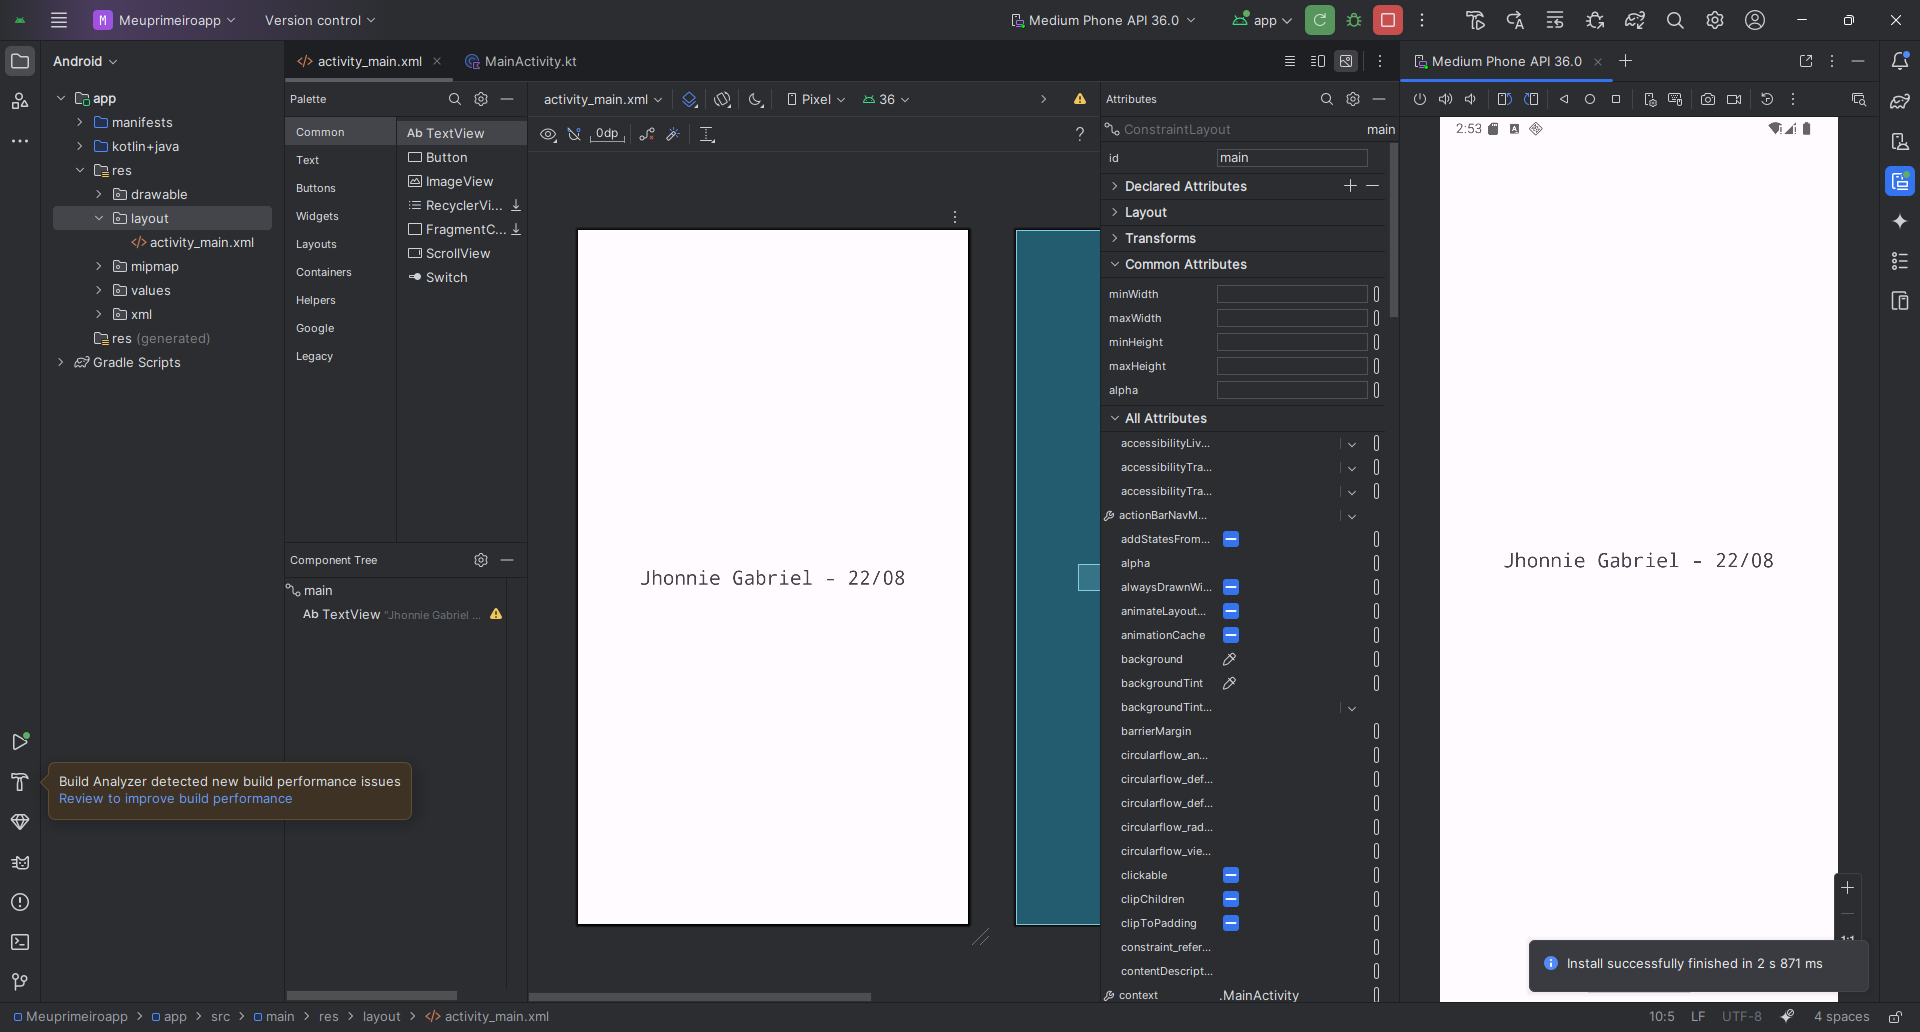 M Meuprimeiroapp Version control Medium Phone API 36.0 app
Android
app
manifests
kotlin+java
res
drawable
layout
activity_main.xml
mipmap
values
xml
res (generated)
Gradle Scripts
activity_main.xml MainActivity.kt
Palette
Common
Text
Buttons
Widgets
Layouts
Containers
Helpers
Google
Legacy
Ab TextView
Button
ImageView
RecyclerVi...
FragmentC...
ScrollView
Switch
Component Tree
main
Ab TextView "Jhonnie Gabriel ...
activity_main.xml Pixel 36
0dp ?
Jhonnie Gabriel - 22/08
Attributes
ConstraintLayout main
id main
Declared Attributes
Layout
Transforms
Common Attributes
minWidth
maxWidth
minHeight
maxHeight
alpha
All Attributes
accessibilityLiv...
accessibilityTra...
accessibilityTra...
actionBarNavM...
addStatesFrom...
alpha
alwaysDrawnWi...
animateLayout...
animationCache
background
backgroundTint
backgroundTint...
barrierMargin
circularflow_an...
circularflow_def...
circularflow_def...
circularflow_rad...
circularflow_vie...
clickable
clipChildren
clipToPadding
constraint_refer...
contentDescript...
context .MainActivity
Medium Phone API 36.0
2:53 A
Jhonnie Gabriel - 22/08
Build Analyzer detected new build performance issues
Review to improve build performance
Install successfully finished in 2 s 871 ms
Meuprimeiroapp > app > src > main > res > layout > activity_main.xml
10:5 LF UTF-8 4 spaces